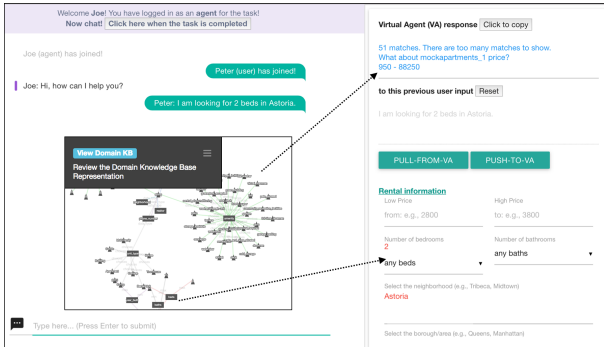 Welcome Joe! You have logged in as an agent for the task!
Now chat! Click here when the task is completed
Joe (agent) has joined!
Peter (user) has joined!
Joe: Hi, how can I help you?
Peter: I am looking for 2 beds in Astoria.
View Domain KB
Review the Domain Knowledge Base
Representation
Type here... (Press Enter to submit)
Virtual Agent (VA) response Click to copy
51 matches. There are too many matches to show.
What about mockapartments_1 price?
950 - 88250
to this previous user input Reset
I am looking for 2 beds in Astoria.
PULL-FROM-VA PUSH-TO-VA
Rental information
Low Price High Price
from: e.g., 2800 to: e.g., 3800
Number of bedrooms Number of bathrooms
2
any beds any baths
Select the neighborhood (e.g., Tribeca, Midtown)
Astoria
Select the borough/area (e.g., Queens, Manhattan)